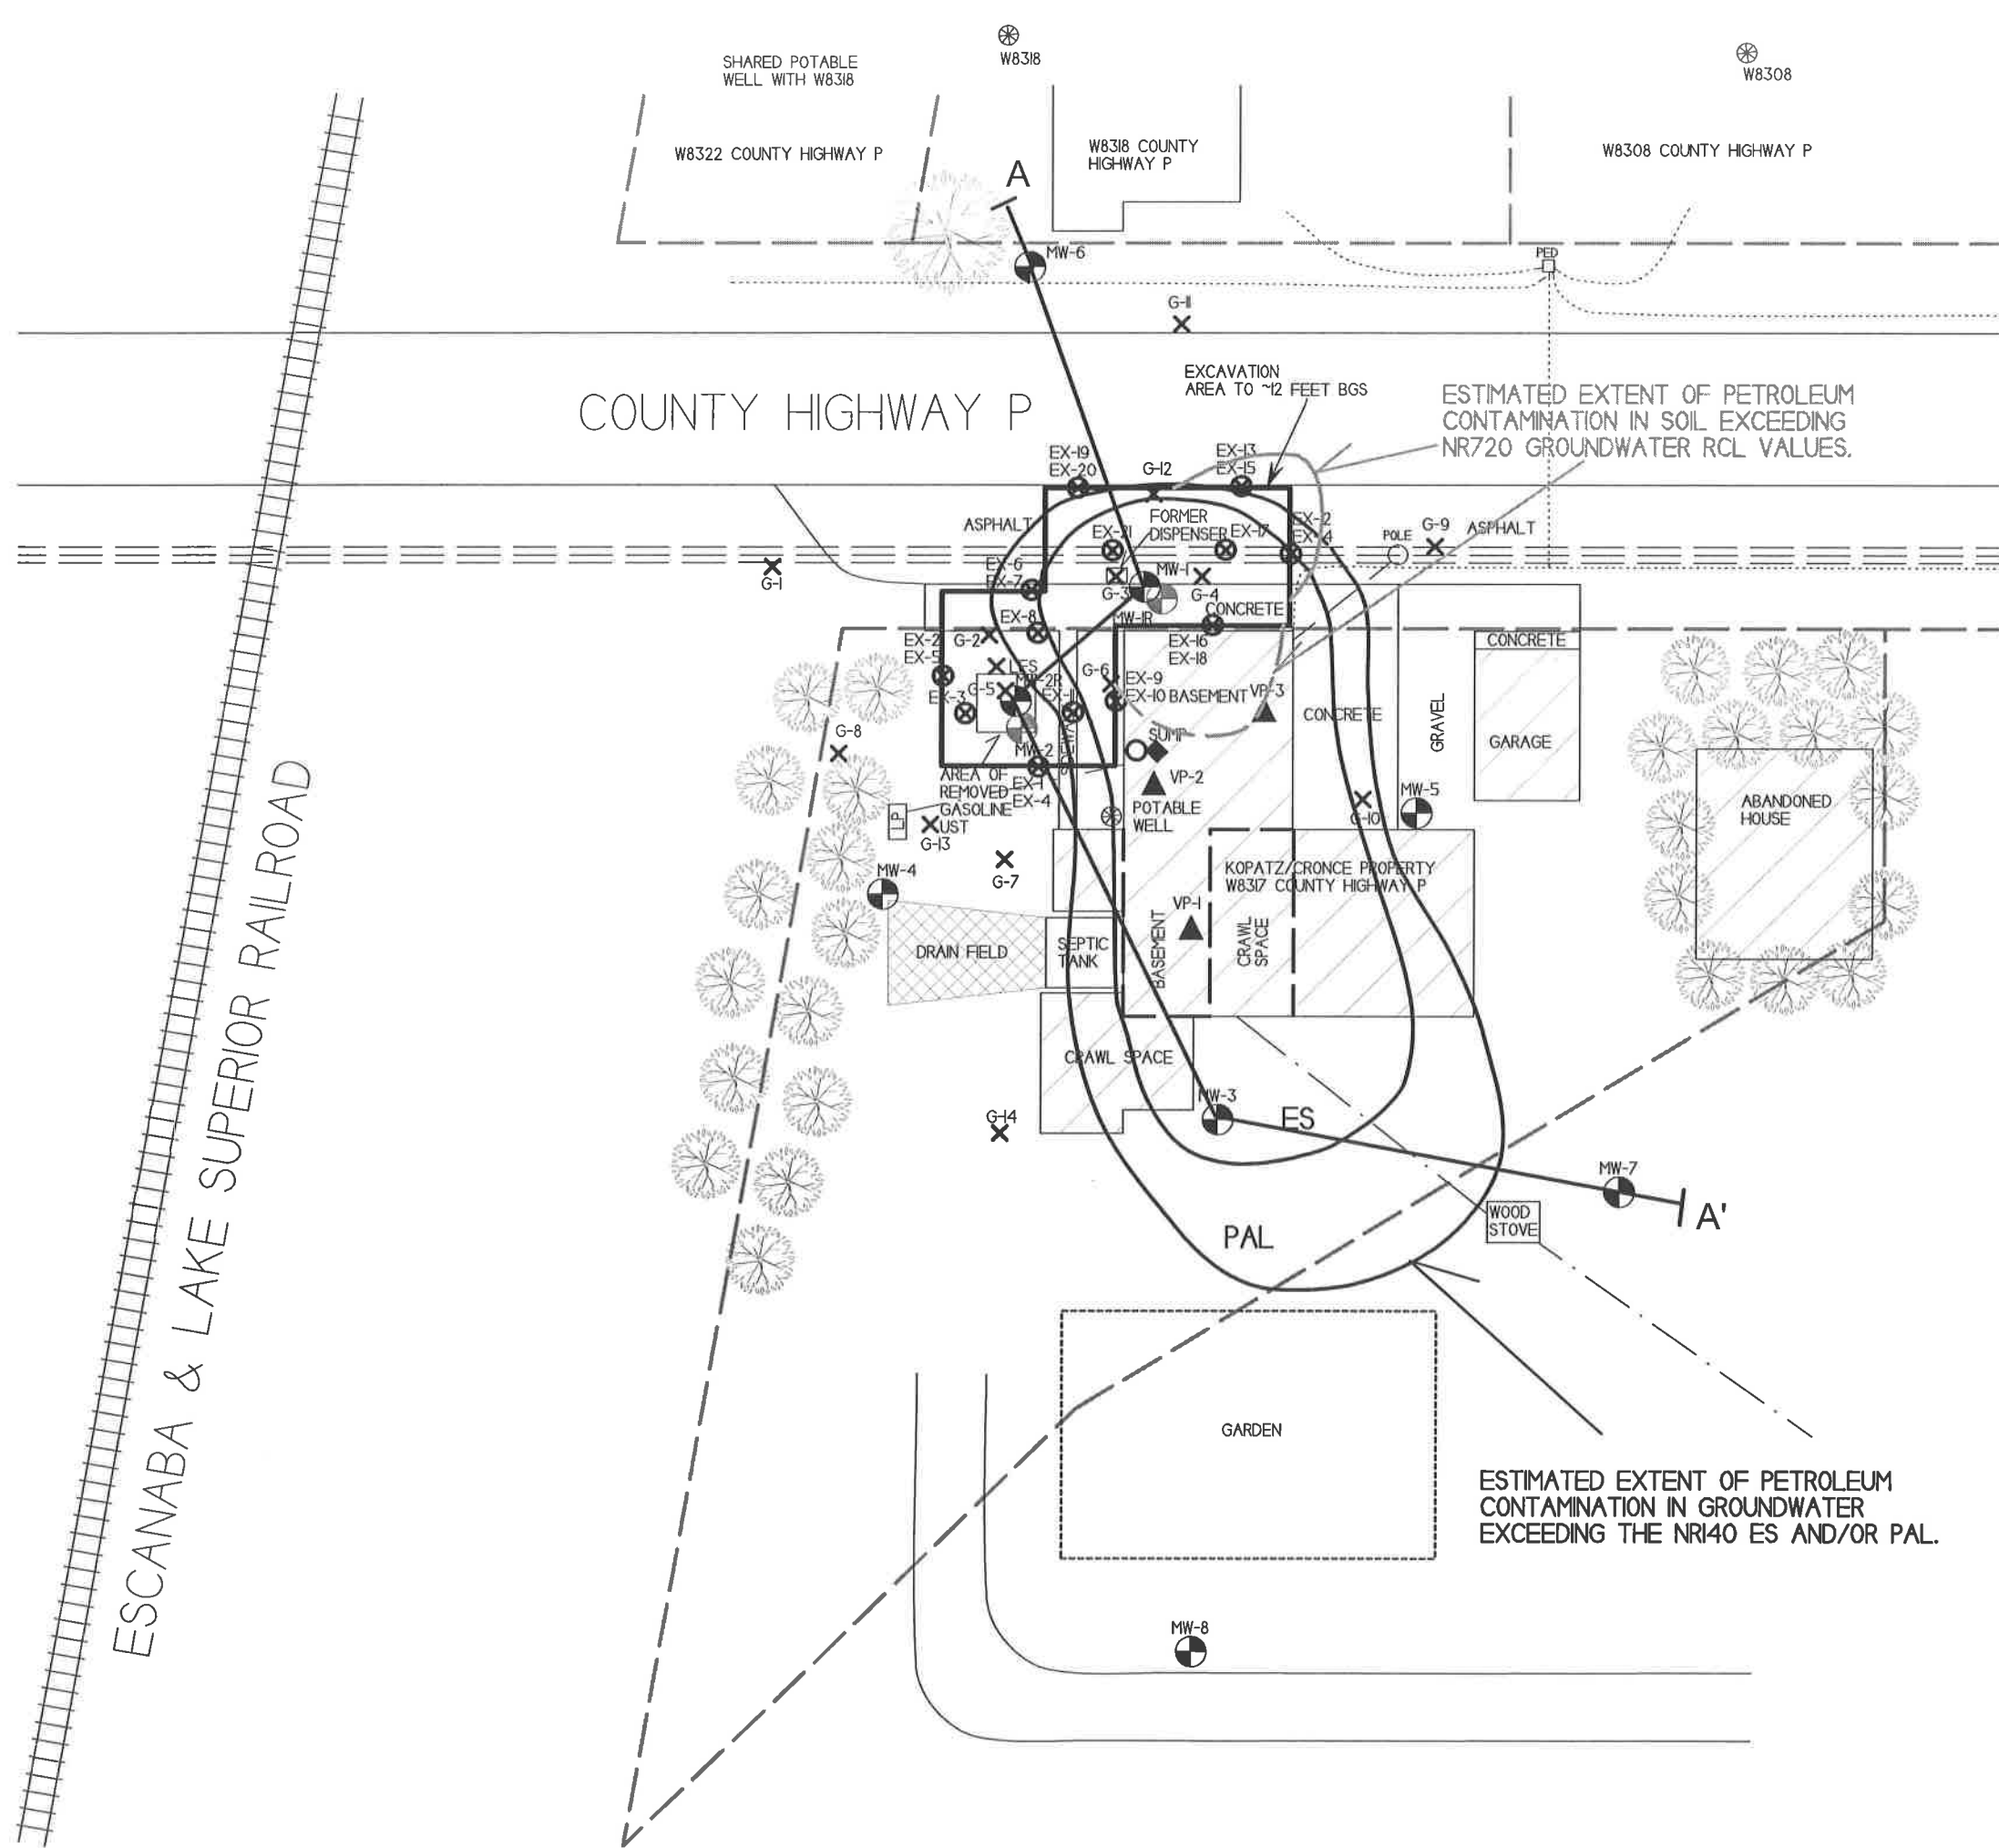 W8318
SHARED POTABLE
WELL WITH W8318
W8308
W8322 COUNTY HIGHWAY P
W8318 COUNTY
HIGHWAY P
W8308 COUNTY HIGHWAY P
A
MW-6
PED
G-11
EXCAVATION
AREA TO ~12 FEET BGS
COUNTY HIGHWAY P
ESTIMATED EXTENT OF PETROLEUM
CONTAMINATION IN SOIL EXCEEDING
NR720 GROUNDWATER RCL VALUES.
EX-19
EX-20
G-12
EX-13
EX-15
ASPHALT
FORMER
DISPENSER
EX-21
EX-17
EX-14
POLE
G-9
ASPHALT
G-1
EX-6
EX-7
G-3
MW-1
G-4
CONCRETE
MW-1R
EX-8
EX-2
EX-5
G-2
EX-16
EX-18
CONCRETE
G-6
EX-9
EX-10
BASEMENT
VP-3
EX-3
G-5
MW-2R
EX-11
CONCRETE
GRAVEL
GARAGE
G-8
MW-2
SUMP
VP-2
AREA OF
REMOVED
GASOLINE
UST
EX-4
POTABLE
WELL
LP
G-13
G-10
MW-5
ABANDONED
HOUSE
G-7
MW-4
KOPATZ/CRONCE PROPERTY
W8317 COUNTY HIGHWAY P
VP-1
BASEMENT
CRAWL
SPACE
DRAIN FIELD
SEPTIC
TANK
CRAWL SPACE
G-14
MW-3
ES
MW-7
A'
WOOD
STOVE
PAL
ESCANABA & LAKE SUPERIOR RAILROAD
GARDEN
ESTIMATED EXTENT OF PETROLEUM
CONTAMINATION IN GROUNDWATER
EXCEEDING THE NR140 ES AND/OR PAL.
MW-8